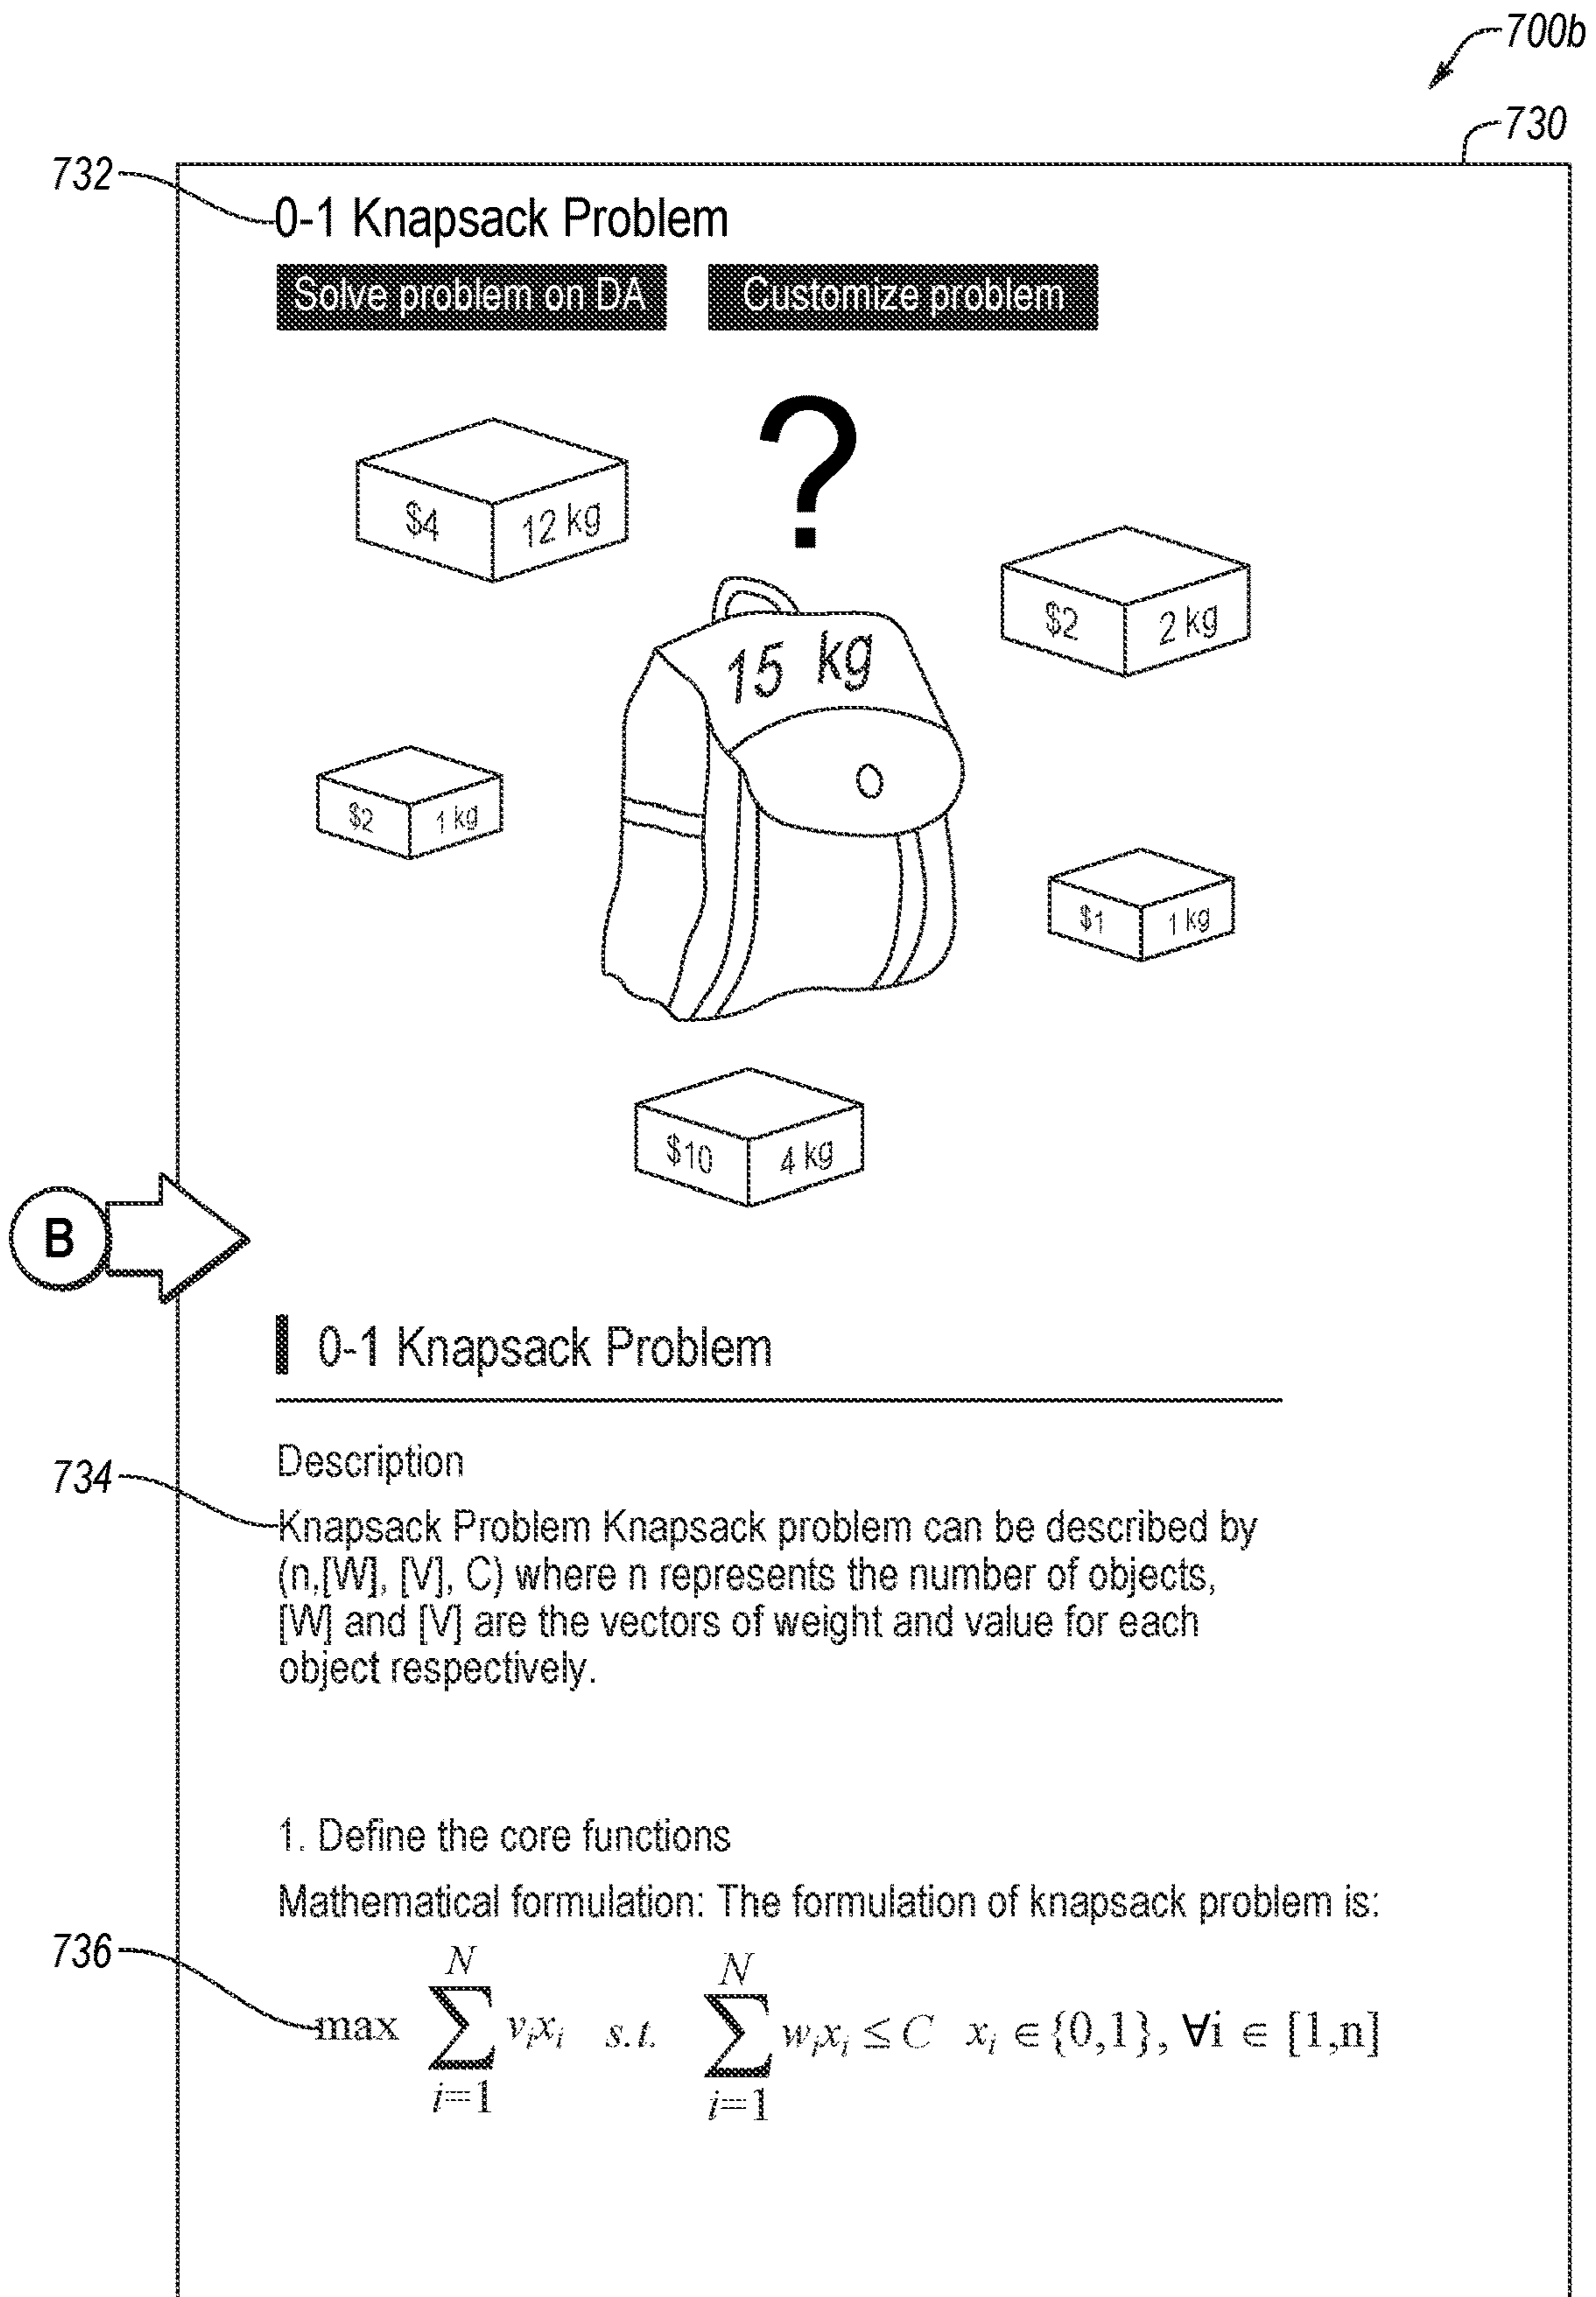 700b
730
732
0-1 Knapsack Problem
Solve problem on DA
Customize problem
?
$4 12 kg
$2 2 kg
15 kg
$2 1 kg
$1 1 kg
$10 4 kg
B
0-1 Knapsack Problem
Description
734
Knapsack Problem Knapsack problem can be described by
(n,[W], [V], C) where n represents the number of objects,
[W] and [V] are the vectors of weight and value for each
object respectively.
1. Define the core functions
Mathematical formulation: The formulation of knapsack problem is:
736
max ∑_{i=1}^{N} v_i x_i s.t. ∑_{i=1}^{N} w_i x_i ≤ C x_i ∈ {0,1}, ∀i ∈ [1,n]